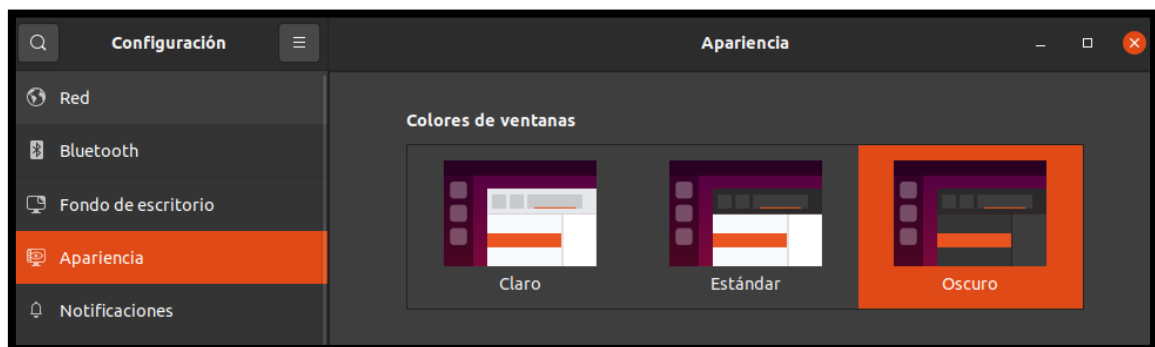 Configuración
Apariencia
Red
Bluetooth
Fondo de escritorio
Apariencia
Notificaciones
Colores de ventanas
Claro
Estándar
Oscuro